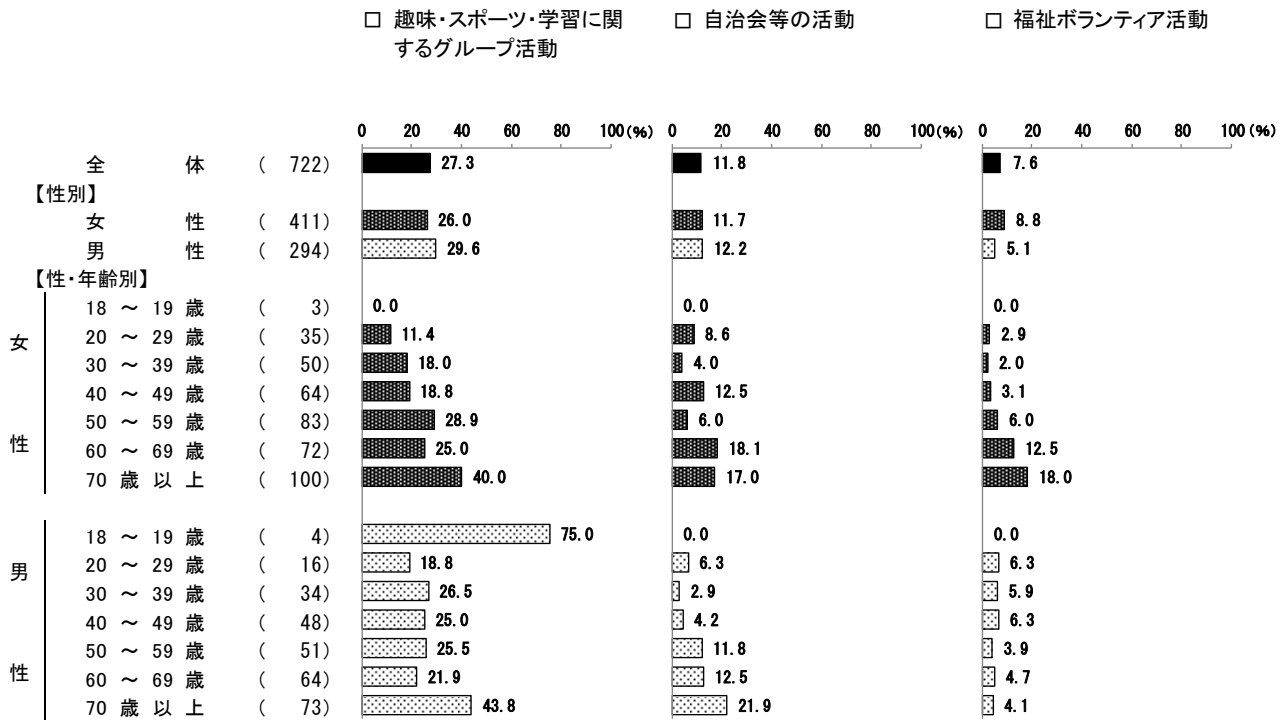 □ 趣味・スポーツ・学習に関 □ 自治会等の活動 □ 福祉ボランティア活動
するグループ活動
0 20 40 60 80 100(%) 0 20 40 60 80 100(%) 0 20 40 60 80 100(%)
全 体 ( 722) 27.3 11.8 7.6
【性別】
女 性 ( 411) 26.0 11.7 8.8
男 性 ( 294) 29.6 12.2 5.1
【性・年齢別】
女性
18 ～ 19 歳 ( 3) 0.0 0.0 0.0
20 ～ 29 歳 ( 35) 11.4 8.6 2.9
30 ～ 39 歳 ( 50) 18.0 4.0 2.0
40 ～ 49 歳 ( 64) 18.8 12.5 3.1
50 ～ 59 歳 ( 83) 28.9 6.0 6.0
60 ～ 69 歳 ( 72) 25.0 18.1 12.5
70 歳 以 上 ( 100) 40.0 17.0 18.0
男性
18 ～ 19 歳 ( 4) 75.0 0.0 0.0
20 ～ 29 歳 ( 16) 18.8 6.3 6.3
30 ～ 39 歳 ( 34) 26.5 2.9 5.9
40 ～ 49 歳 ( 48) 25.0 4.2 6.3
50 ～ 59 歳 ( 51) 25.5 11.8 3.9
60 ～ 69 歳 ( 64) 21.9 12.5 4.7
70 歳 以 上 ( 73) 43.8 21.9 4.1